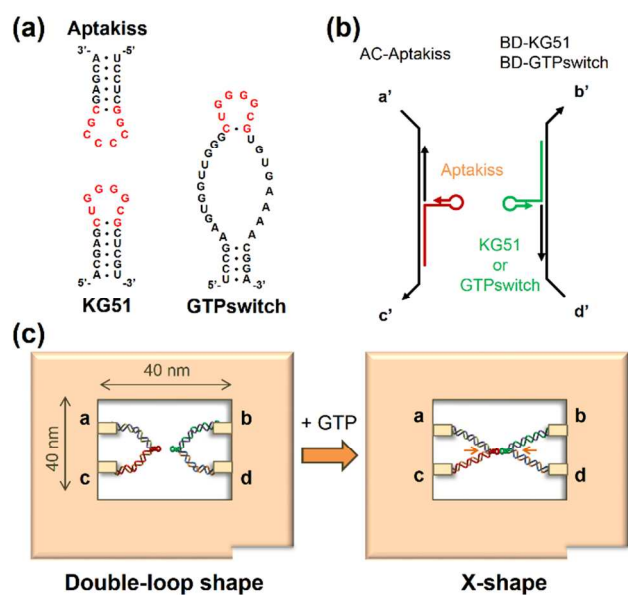 (a)
Aptakiss
3'-
-5'
5'-
-3'
KG51
5'-
-3'
GTPswitch
(b)
AC-Aptakiss
BD-KG51
BD-GTPswitch
a'
b'
Aptakiss
KG51
or
GTPswitch
c'
d'
(c)
40 nm
40 nm
a
b
c
d
Double-loop shape
+ GTP
a
b
c
d
X-shape